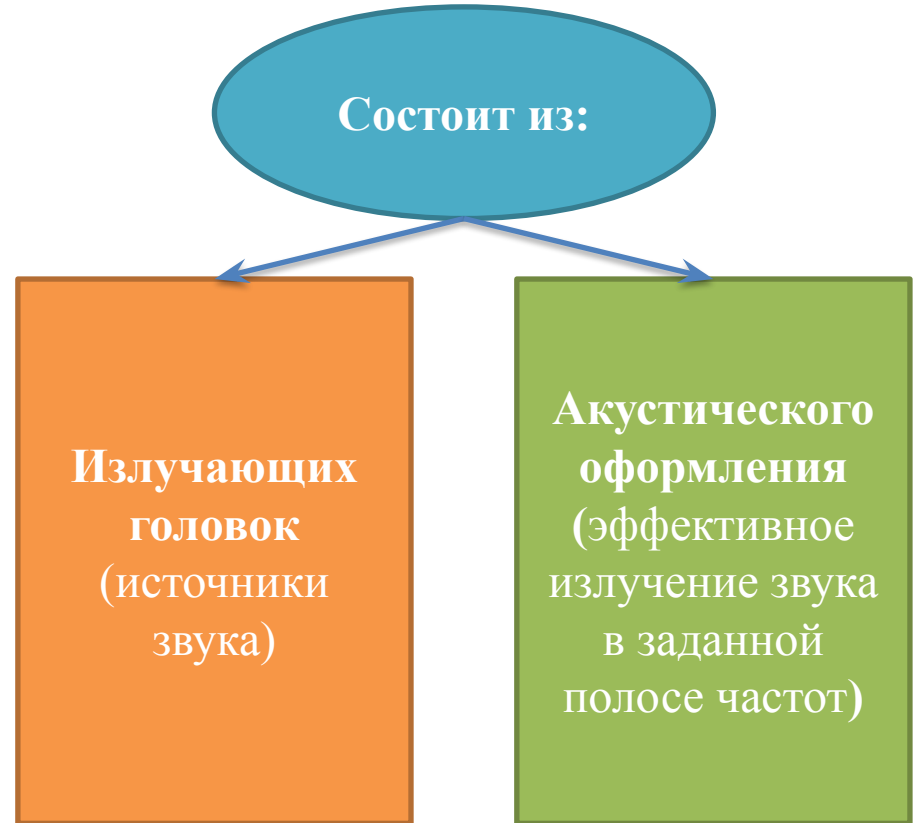 Состоит из:
Излучающих
головок
(источники
звука)
Акустического
оформления
(эффективное
излучение звука
в заданной
полосе частот)